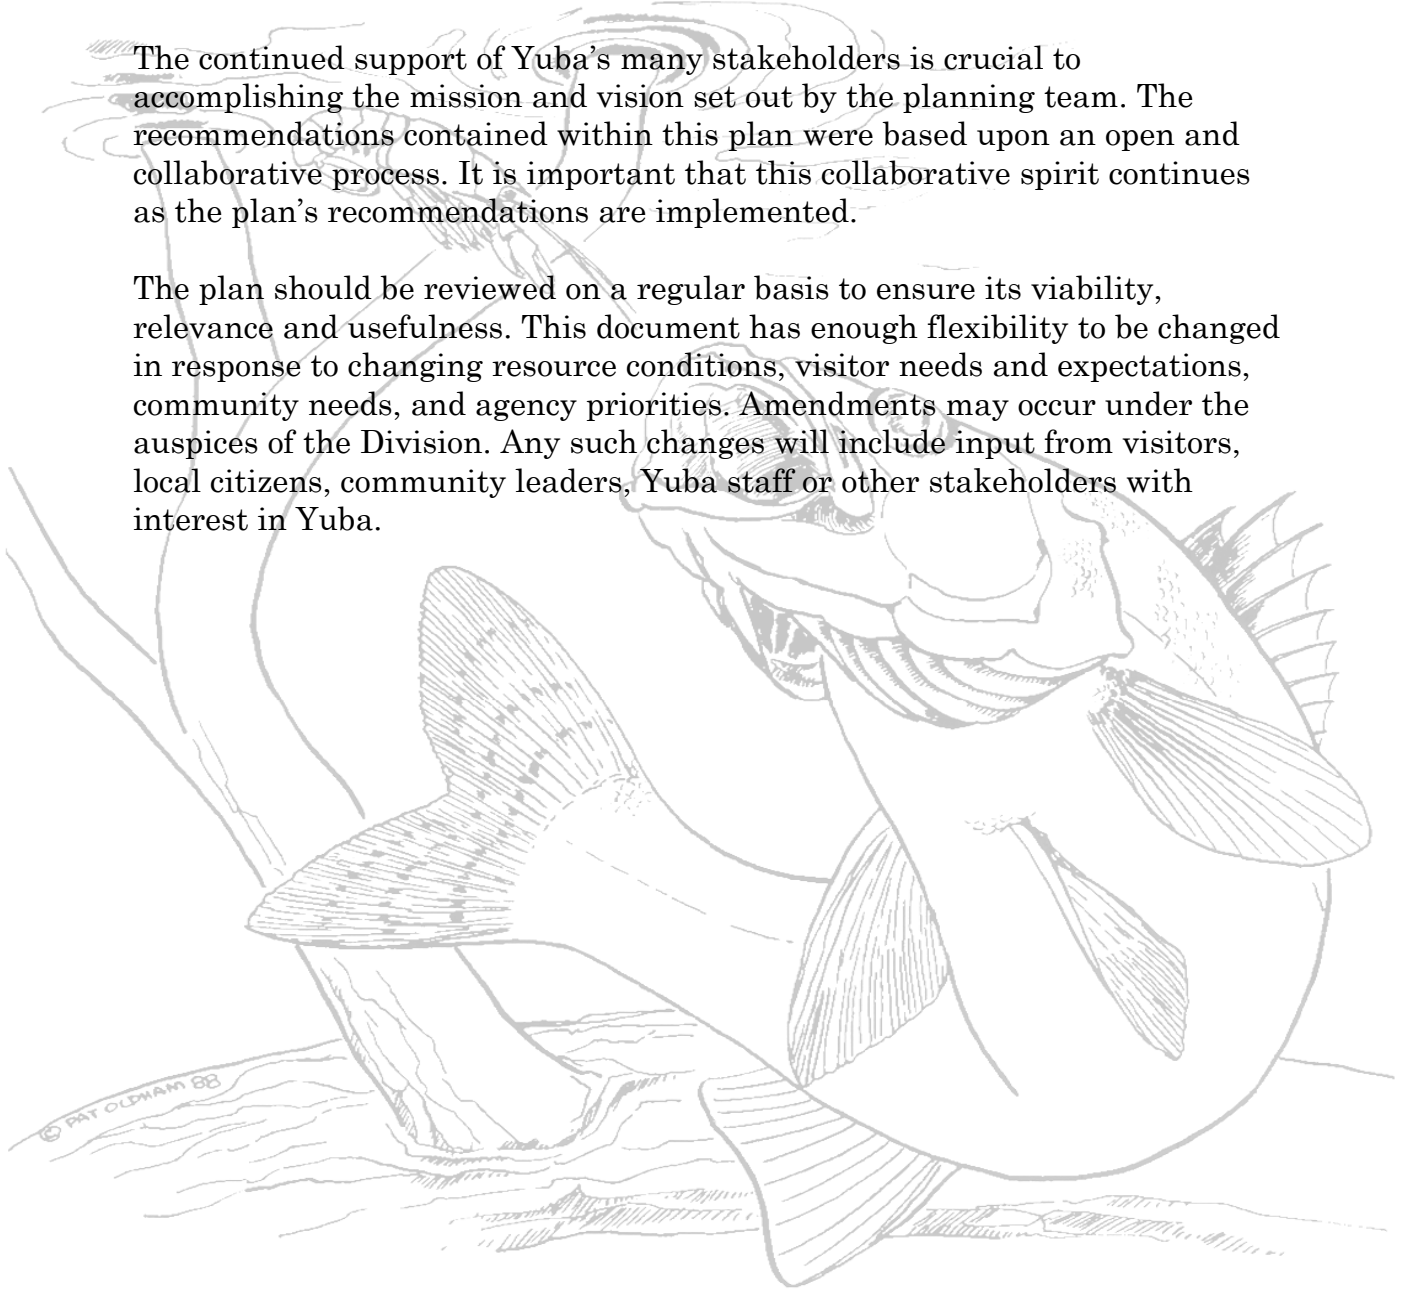 The continued support of Yuba’s many stakeholders is crucial to
accomplishing the mission and vision set out by the planning team. The
recommendations contained within this plan were based upon an open and
collaborative process. It is important that this collaborative spirit continues
as the plan’s recommendations are implemented.
The plan should be reviewed on a regular basis to ensure its viability,
relevance and usefulness. This document has enough flexibility to be changed
in response to changing resource conditions, visitor needs and expectations,
community needs, and agency priorities. Amendments may occur under the
auspices of the Division. Any such changes will include input from visitors,
local citizens, community leaders, Yuba staff or other stakeholders with
interest in Yuba.
© PAT OLDHAM 88